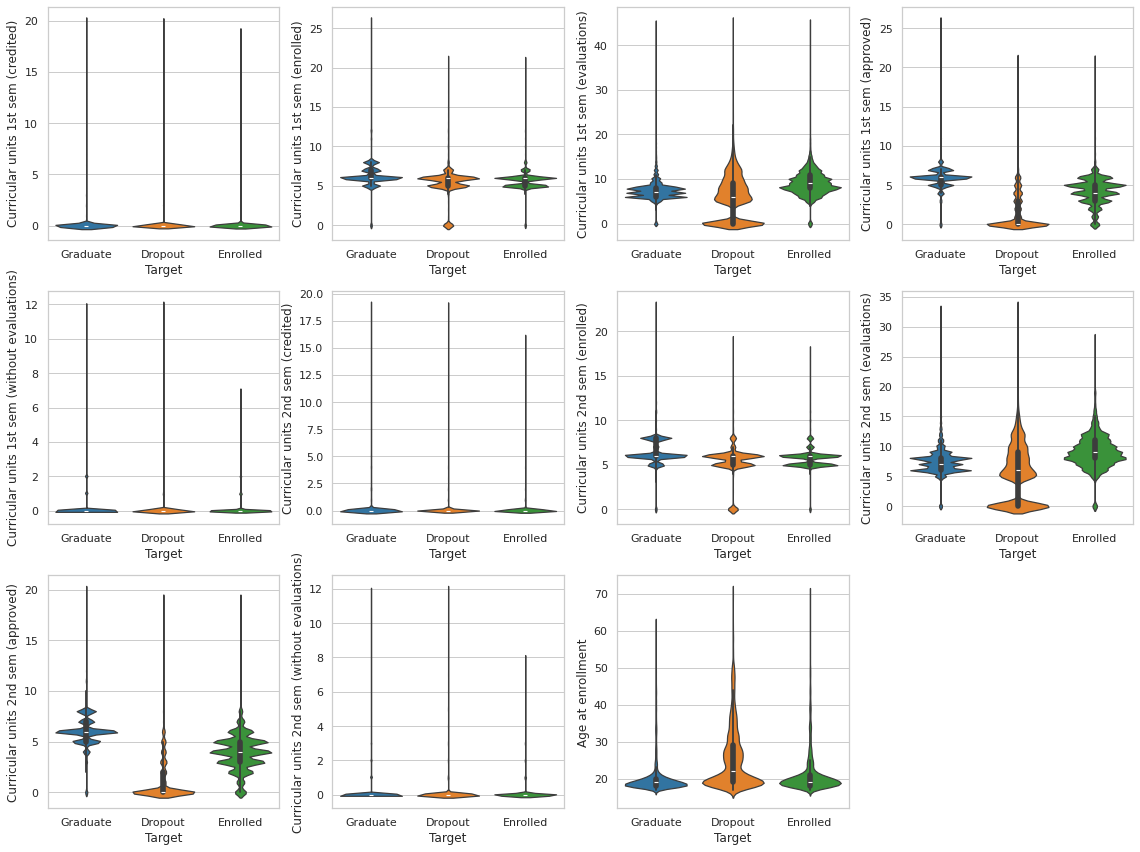 Curricular units 1st sem (credited)
20
15
10
5
0
Graduate Dropout Enrolled
Target
Curricular units 1st sem (enrolled)
25
20
15
10
5
0
Graduate Dropout Enrolled
Target
Curricular units 1st sem (evaluations)
40
30
20
10
0
Graduate Dropout Enrolled
Target
Curricular units 1st sem (approved)
25
20
15
10
5
0
Graduate Dropout Enrolled
Target
Curricular units 1st sem (without evaluations)
12
10
8
6
4
2
0
Graduate Dropout Enrolled
Target
Curricular units 2nd sem (credited)
20.0
17.5
15.0
12.5
10.0
7.5
5.0
2.5
0.0
Graduate Dropout Enrolled
Target
Curricular units 2nd sem (enrolled)
20
15
10
5
0
Graduate Dropout Enrolled
Target
Curricular units 2nd sem (evaluations)
35
30
25
20
15
10
5
0
Graduate Dropout Enrolled
Target
Curricular units 2nd sem (approved)
20
15
10
5
0
Graduate Dropout Enrolled
Target
Curricular units 2nd sem (without evaluations)
12
10
8
6
4
2
0
Graduate Dropout Enrolled
Target
Age at enrollment
70
60
50
40
30
20
Graduate Dropout Enrolled
Target